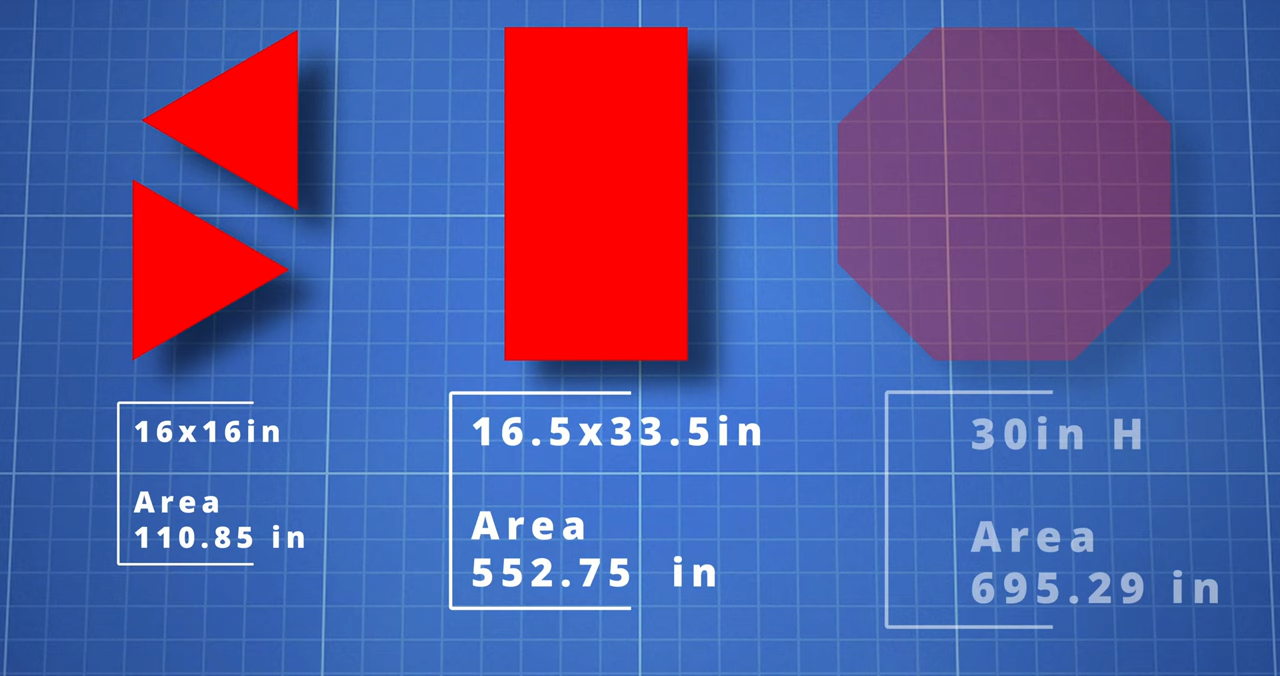 16x16in
Area
110.85 in
16.5x33.5in
Area
552.75 in
30in H
Area
695.29 in